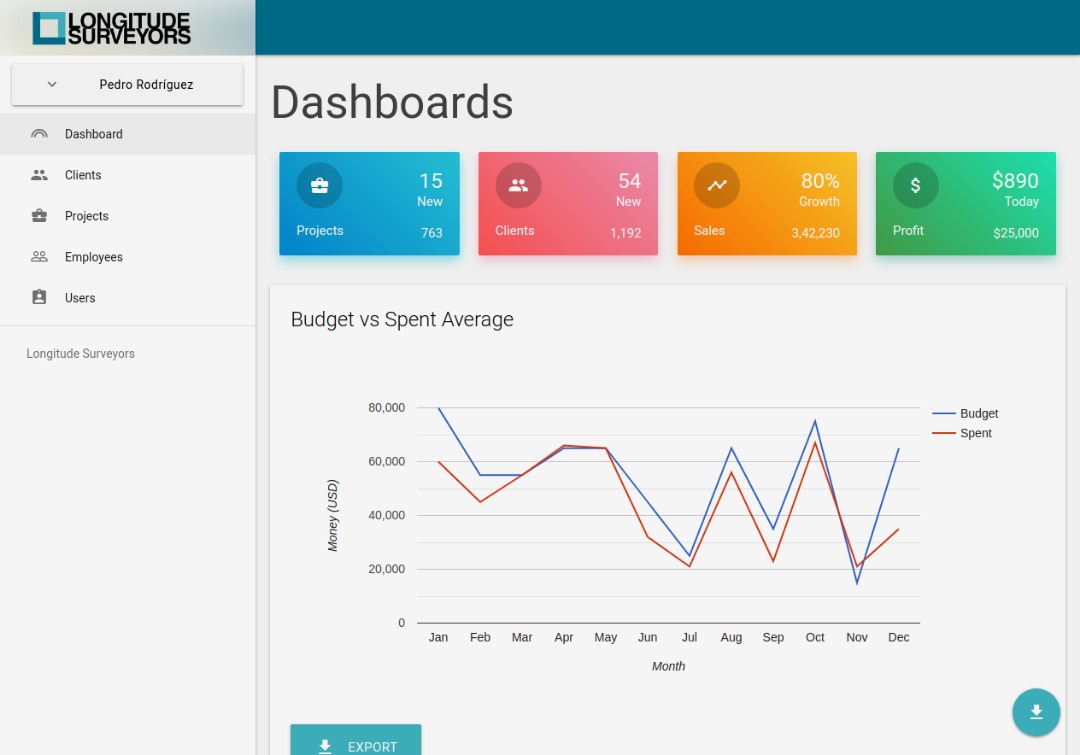 LONGITUDE
SURVEYORS
Pedro Rodríguez
Dashboard
Clients
Projects
Employees
Users
Longitude Surveyors
Dashboards
15
New
Projects
763
54
New
Clients
1,192
80%
Growth
Sales
3,42,230
$890
Today
Profit
$25,000
Budget vs Spent Average
80,000
60,000
40,000
20,000
0
Money (USD)
Jan Feb Mar Apr May Jun Jul Aug Sep Oct Nov Dec
Month
Budget
Spent
EXPORT